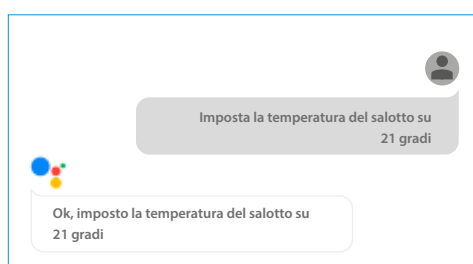 Imposta la temperatura del salotto su
21 gradi
Ok, imposto la temperatura del salotto su
21 gradi